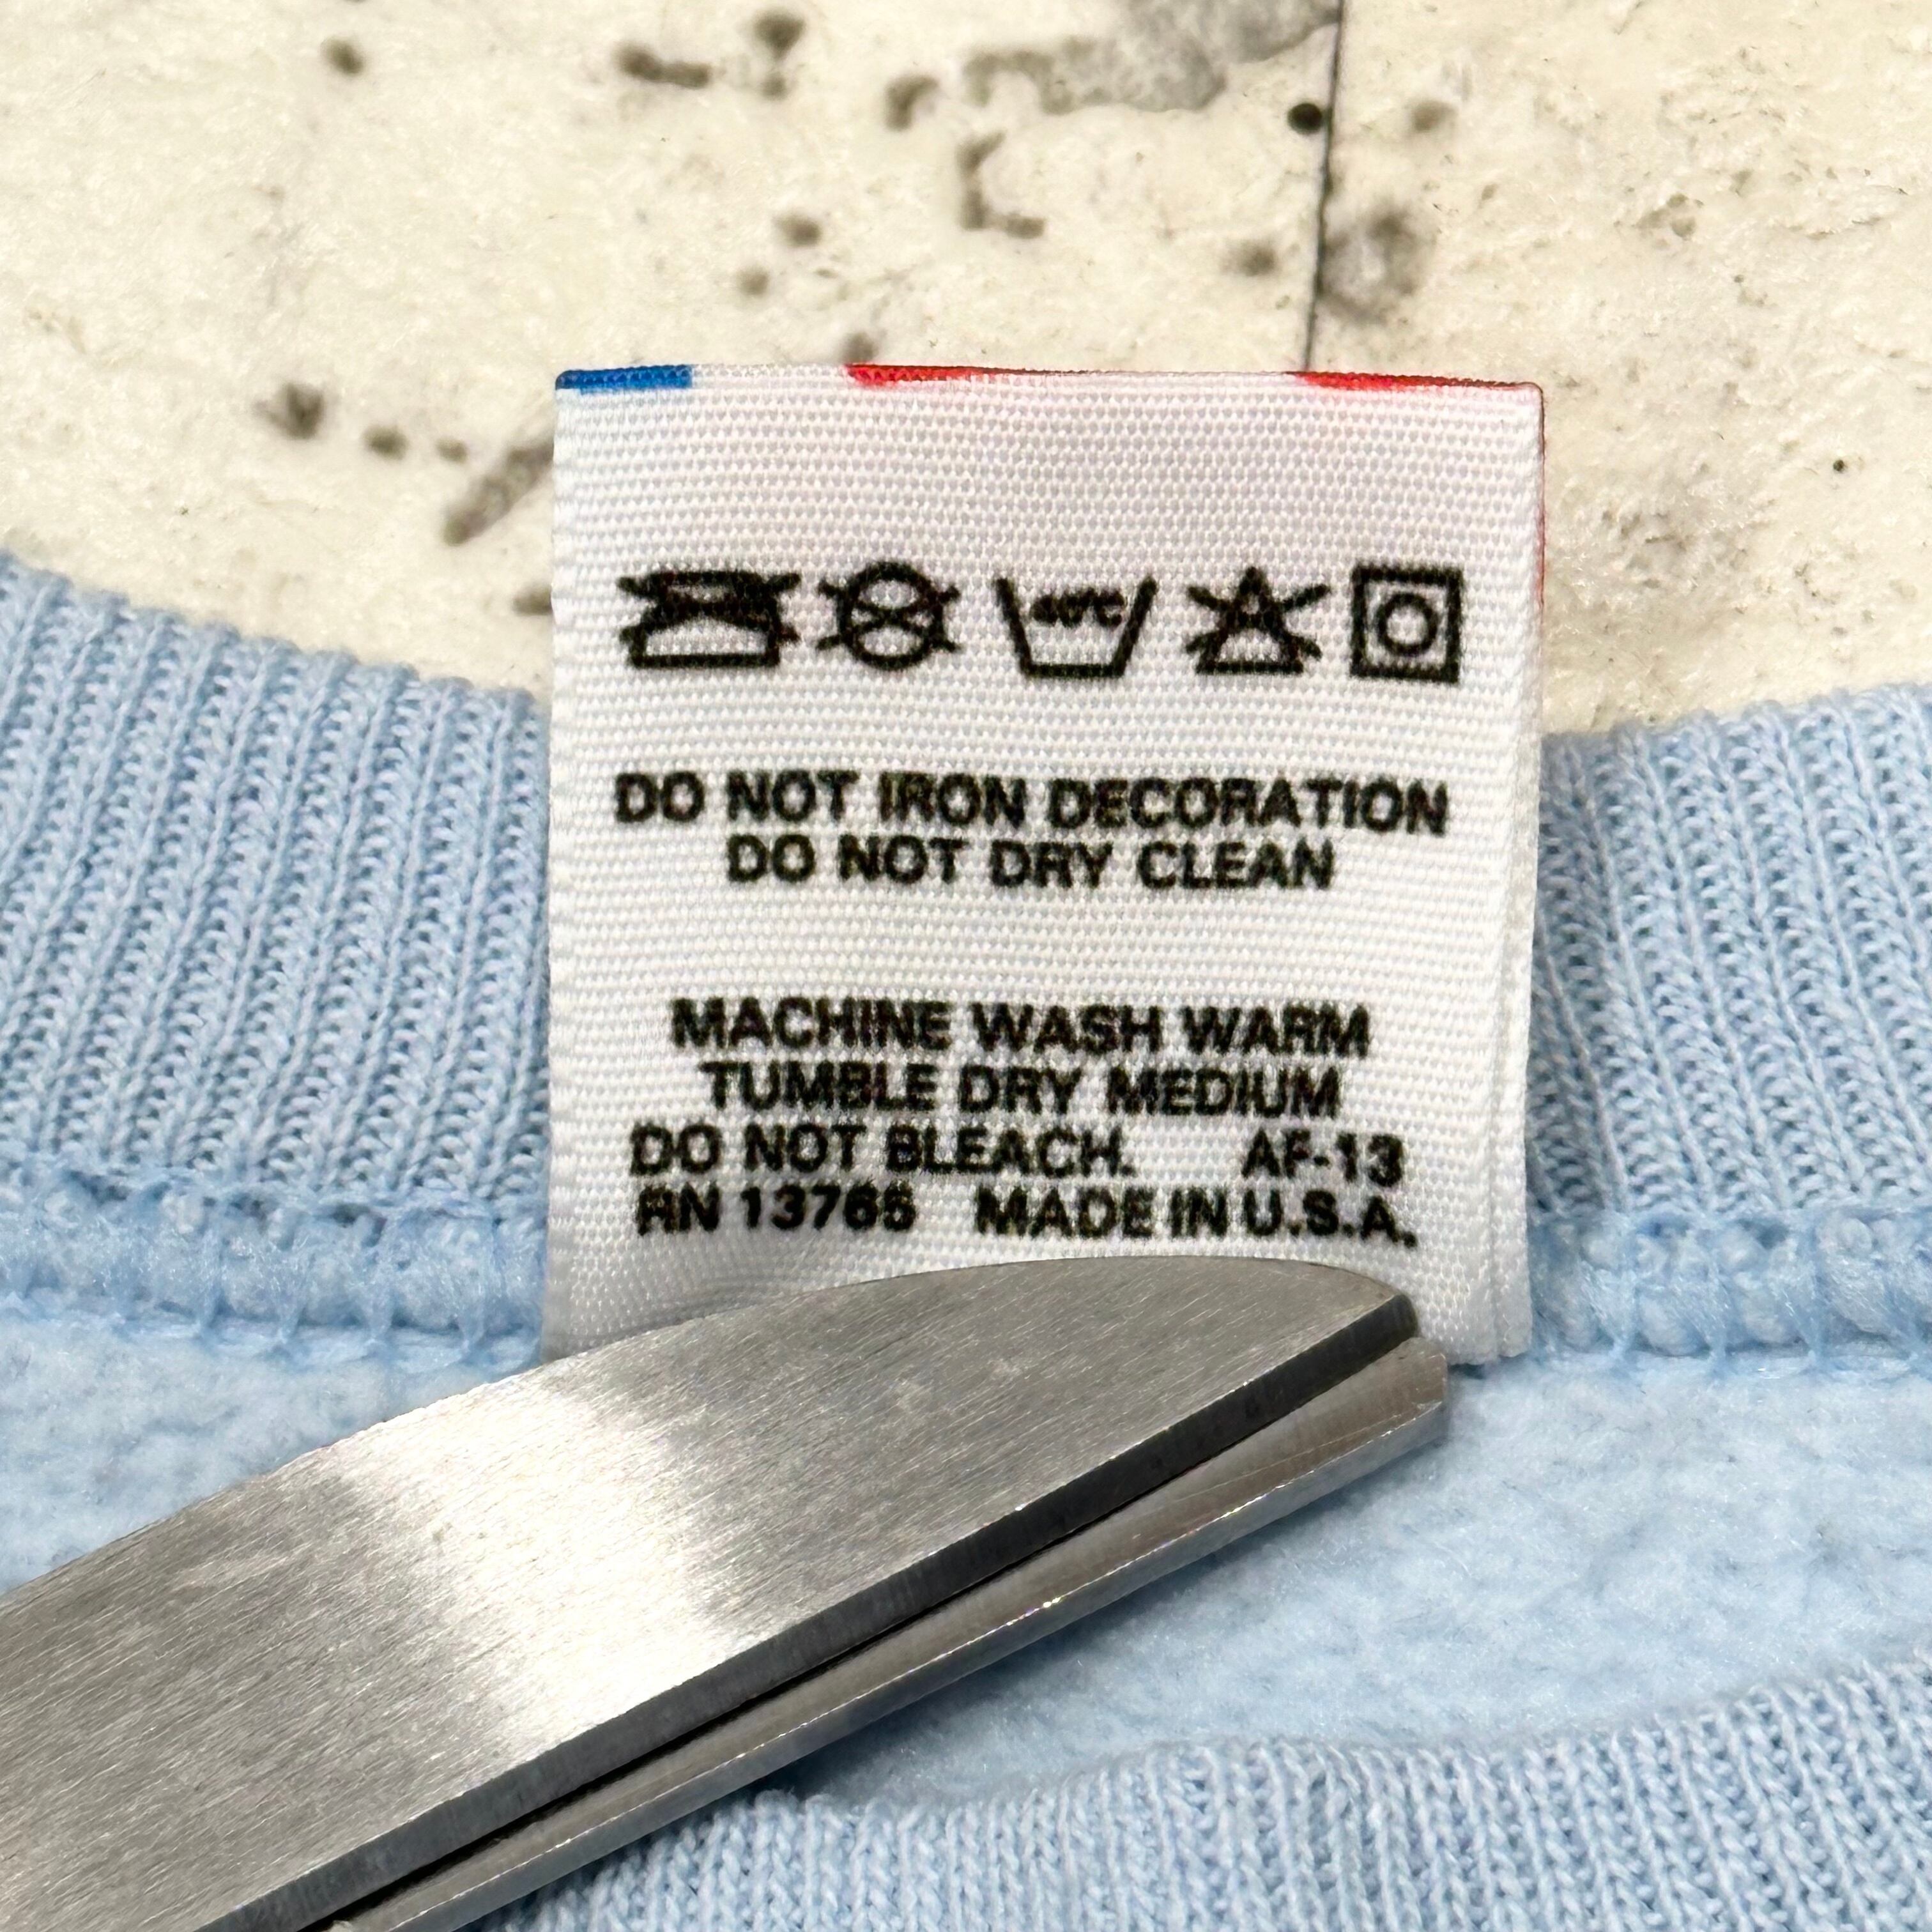 40°C
DO NOT IRON DECORATION
DO NOT DRY CLEAN
MACHINE WASH WARM
TUMBLE DRY MEDIUM
DO NOT BLEACH. AF-13
RN 13765 MADE IN U.S.A.